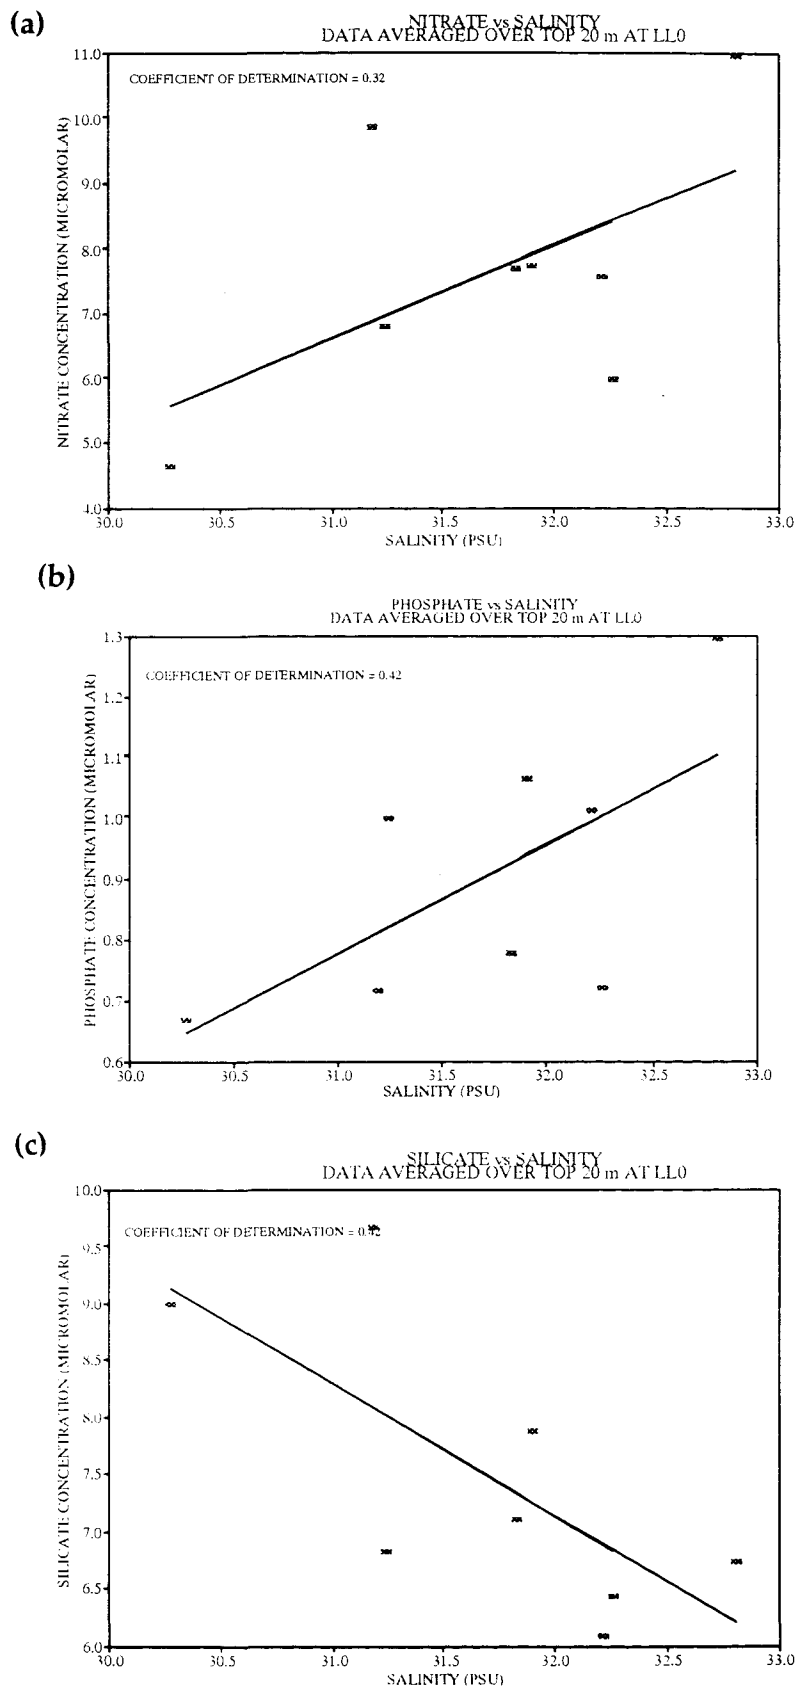 (a)
NITRATE vs SALINITY
DATA AVERAGED OVER TOP 20 m AT LL0
COEFFICIENT OF DETERMINATION = 0.32
NITRATE CONCENTRATION (MICROMOLAR)
11.0
10.0
9.0
8.0
7.0
6.0
5.0
4.0
30.0 30.5 31.0 31.5 32.0 32.5 33.0
SALINITY (PSU)
(b)
PHOSPHATE vs SALINITY
DATA AVERAGED OVER TOP 20 m AT LL0
COEFFICIENT OF DETERMINATION = 0.42
PHOSPHATE CONCENTRATION (MICROMOLAR)
1.3
1.2
1.1
1.0
0.9
0.8
0.7
0.6
30.0 30.5 31.0 31.5 32.0 32.5 33.0
SALINITY (PSU)
(c)
SILICATE vs SALINITY
DATA AVERAGED OVER TOP 20 m AT LL0
COEFFICIENT OF DETERMINATION = 0.42
SILICATE CONCENTRATION (MICROMOLAR)
10.0
9.5
9.0
8.5
8.0
7.5
7.0
6.5
6.0
30.0 30.5 31.0 31.5 32.0 32.5 33.0
SALINITY (PSU)